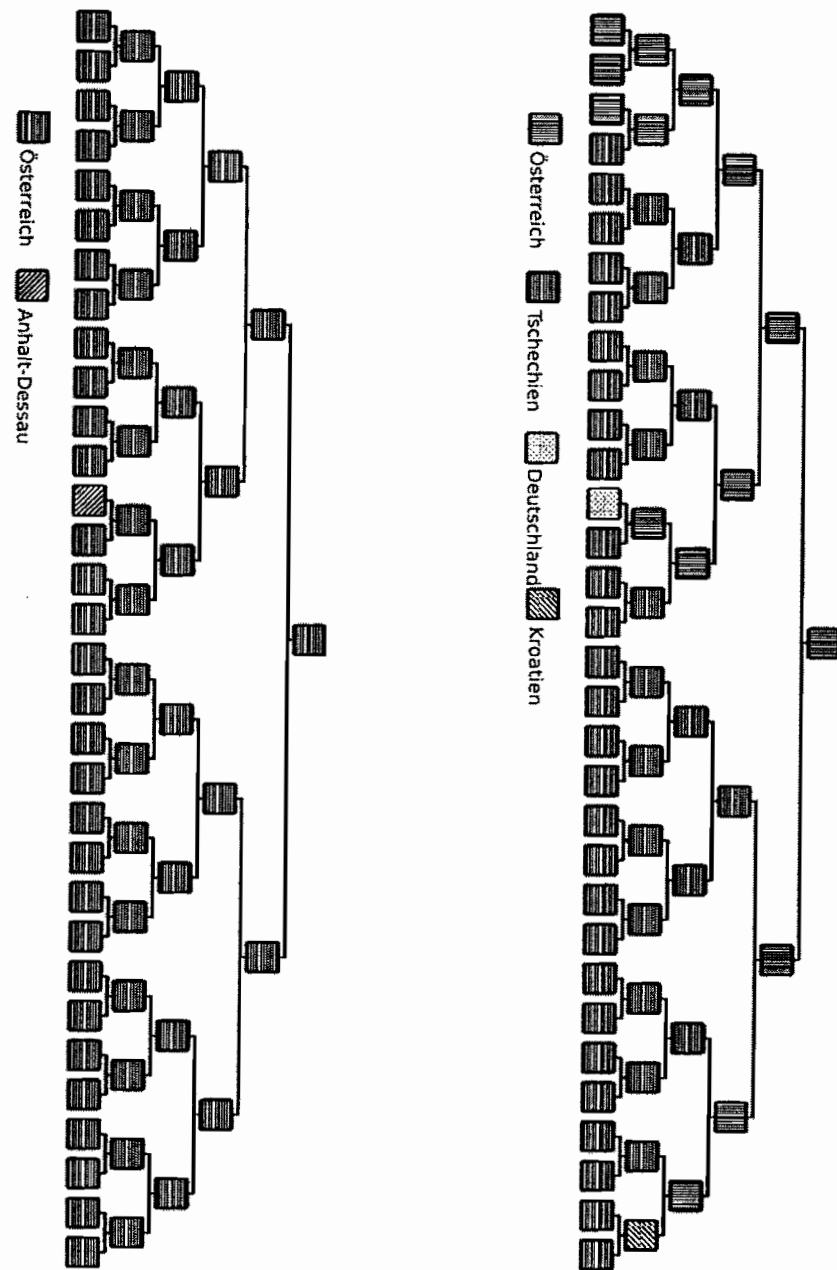 Österreich
Tschechien
Deutschland
Kroatien
Österreich
Anhalt-Dessau